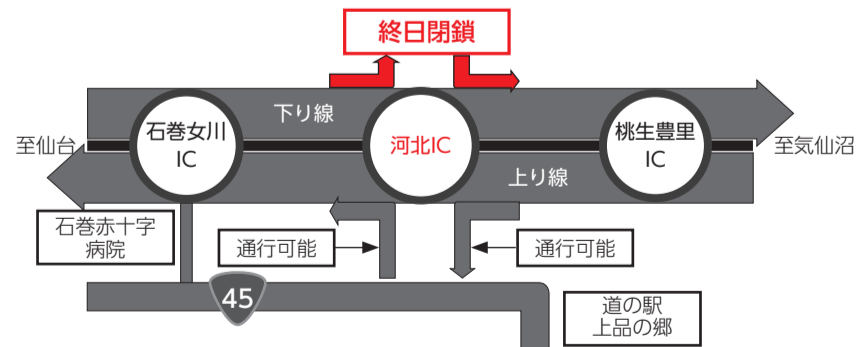 終日閉鎖
下り線
石巻女川
IC
河北IC
桃生豊里
IC
至仙台
至気仙沼
上り線
石巻赤十字
病院
通行可能
通行可能
45
道の駅
上品の郷